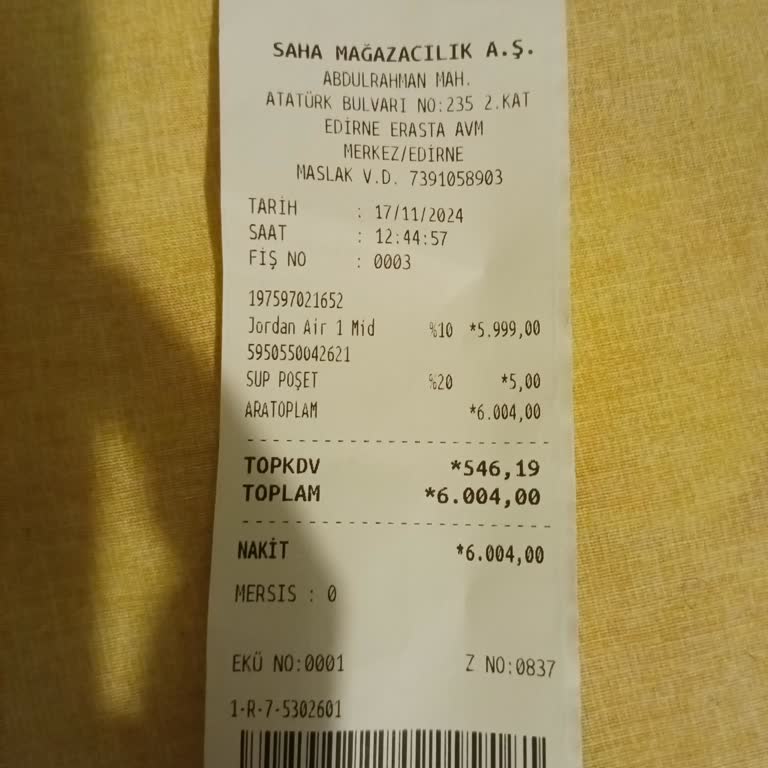 SAHA MAĞAZACILIK A.Ş.
ABDULRAHMAN MAH.
ATATÜRK BULVARI NO:235 2.KAT
EDİRNE ERASTA AVM
MERKEZ/EDİRNE
MASLAK V.D. 7391058903
TARİH : 17/11/2024
SAAT : 12:44:57
FİŞ NO : 0003
197597021652
Jordan Air 1 Mid %10 *5.999,00
5950550042621
SUP POŞET %20 *5,00
ARATOPLAM *6.004,00
TOPKDV *546,19
TOPLAM *6.004,00
NAKİT *6.004,00
MERSIS : 0
EKÜ NO:0001 Z NO:0837
1-R-7-5302601